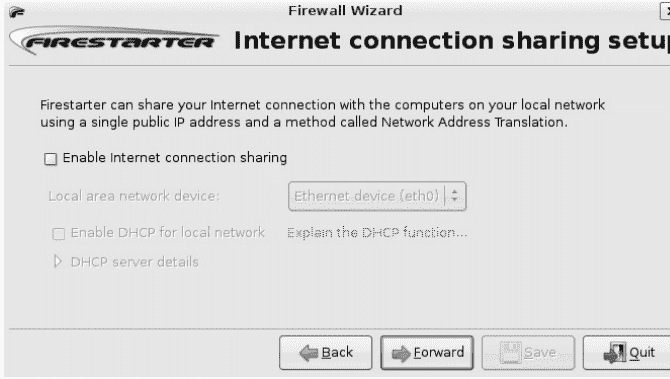 Firewall Wizard
FIRESTARTER Internet connection sharing setu
Firestarter can share your Internet connection with the computers on your local network
using a single public IP address and a method called Network Address Translation.
Enable Internet connection sharing
Local area network device: Ethernet device (eth0)
Enable DHCP for local network Explain the DHCP function...
DHCP server details
Back Forward Save Quit